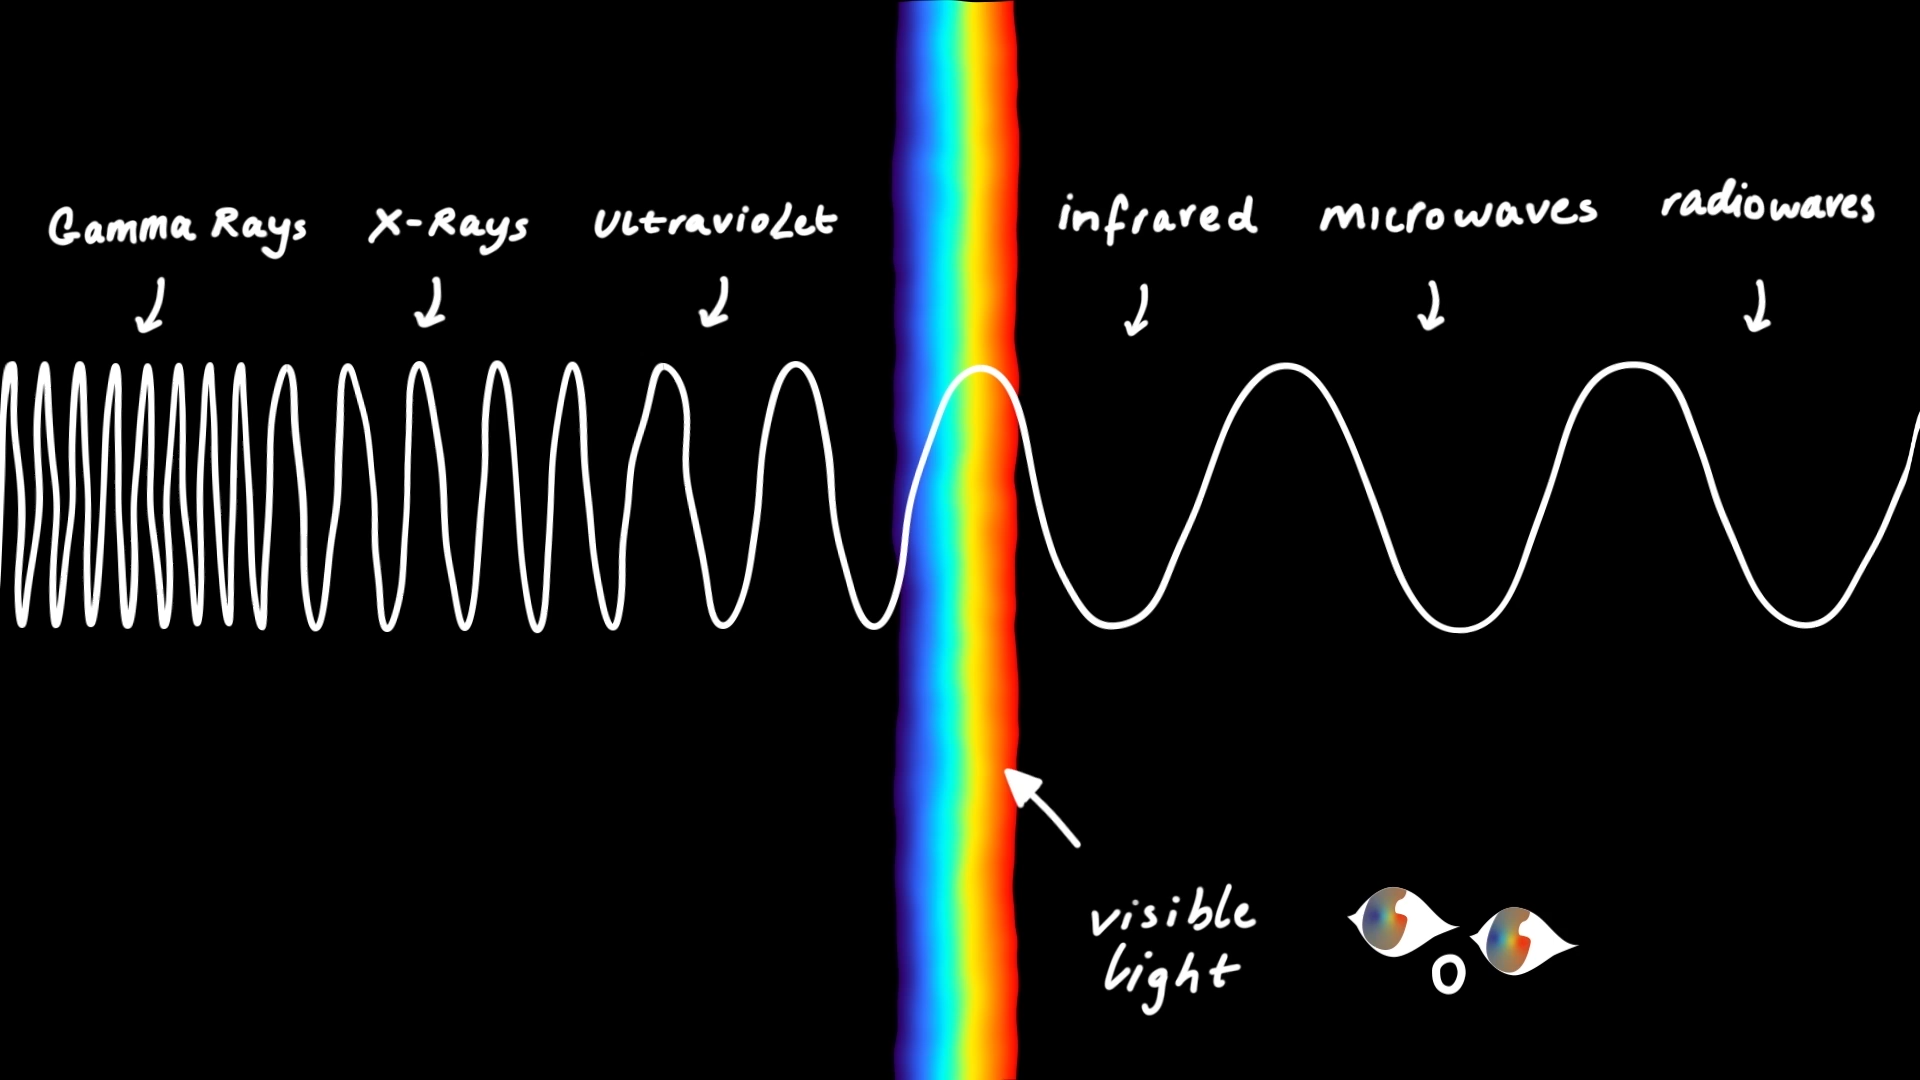 Gamma Rays
X-Rays
Ultraviolet
infrared
microwaves
radiowaves
visible
light